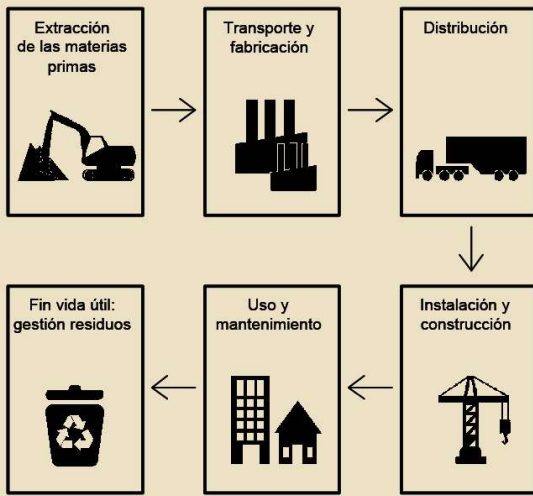 Extracción
de las materias
primas
Transporte y
fabricación
Distribución
Fin vida útil:
gestión residuos
Uso y
mantenimiento
Instalación y
construcción